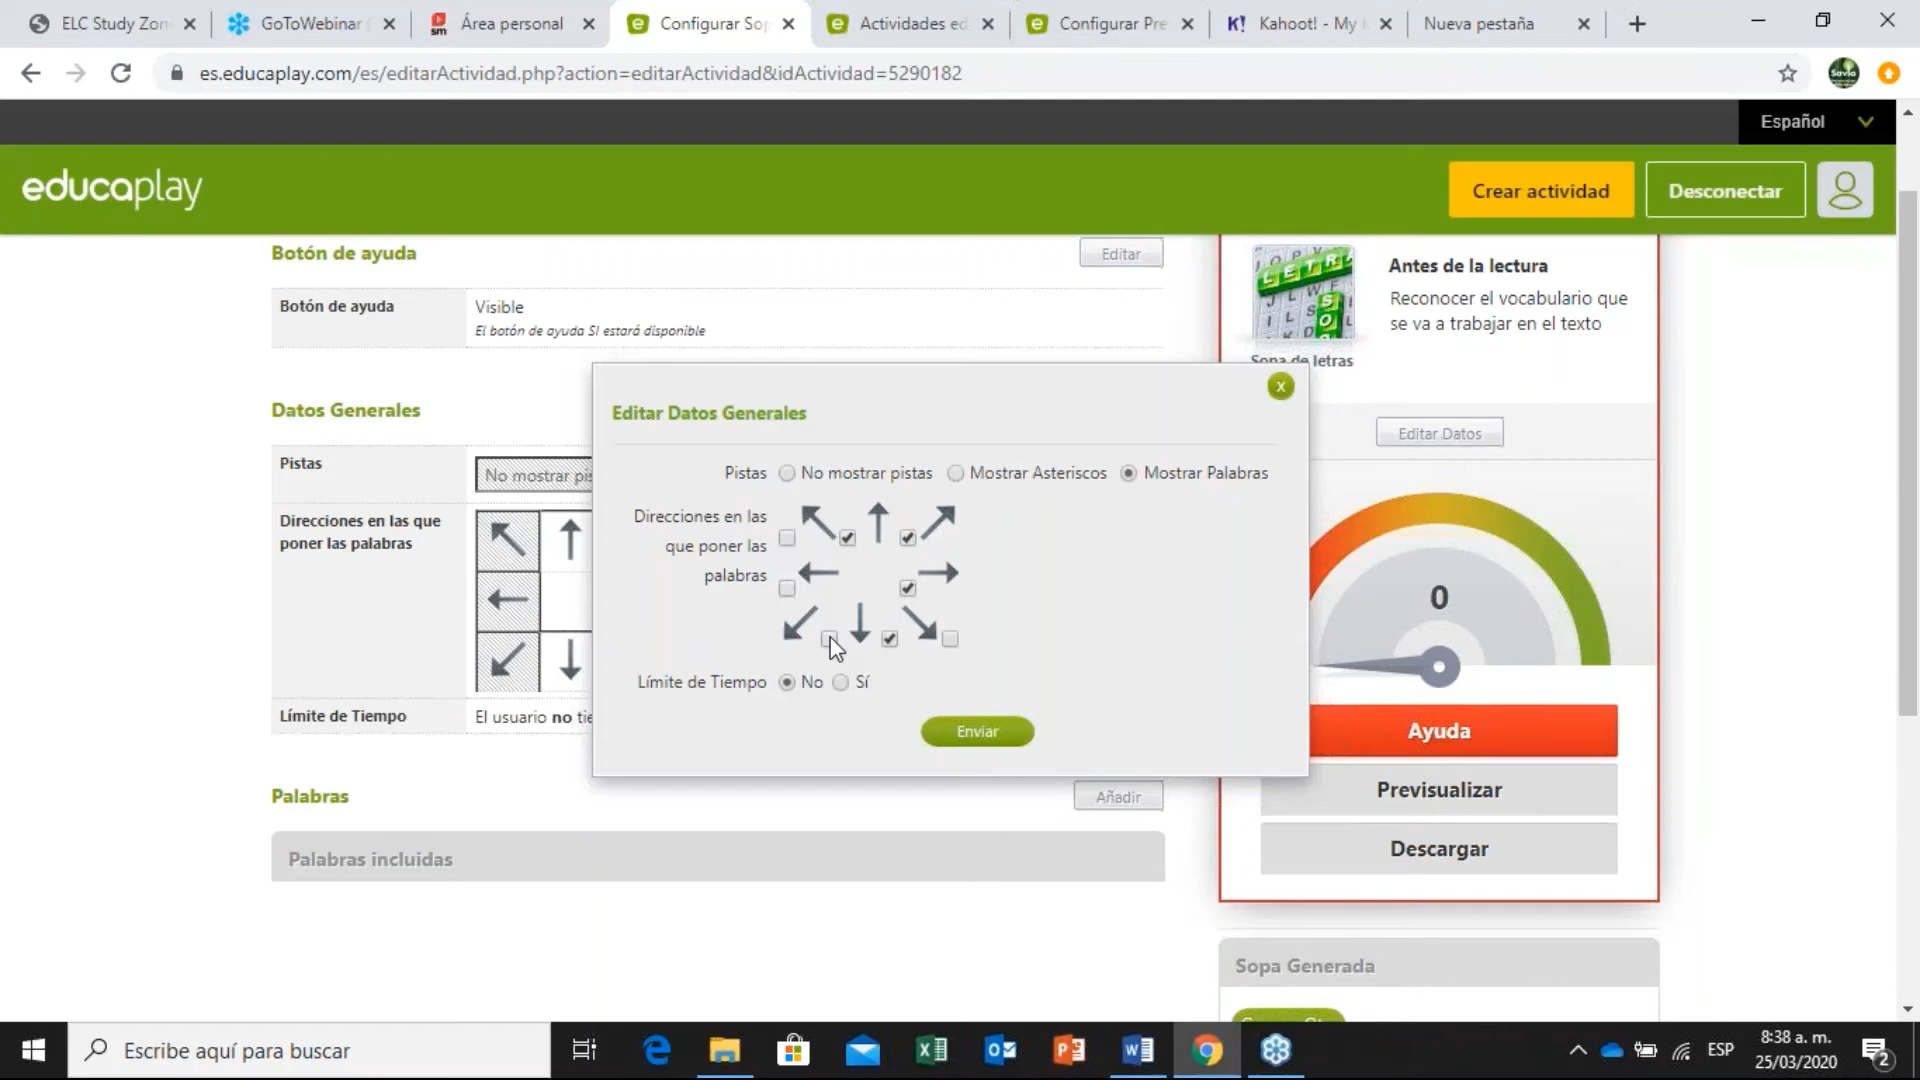 ELC Study Zon
GoToWebinar
Área personal
Configurar Sop
Actividades ed
Configurar Pre
Kahoot! - My
Nueva pestaña
es.educaplay.com/es/editarActividad.php?action=editarActividad&idActividad=5290182
Español
educaplay
Crear actividad
Desconectar
Botón de ayuda
Editar
Botón de ayuda
Visible
El botón de ayuda SI estará disponible
Antes de la lectura
Reconocer el vocabulario que
se va a trabajar en el texto
Sopa de letras
Datos Generales
Pistas
No mostrar pis
Direcciones en las que
poner las palabras
Límite de Tiempo
El usuario no tie
Editar Datos Generales
x
Pistas No mostrar pistas Mostrar Asteriscos Mostrar Palabras
Direcciones en las
que poner las
palabras
Límite de Tiempo No Sí
Enviar
Editar Datos
0
Ayuda
Previsualizar
Descargar
Palabras
Añadir
Palabras incluidas
Sopa Generada
Escribe aquí para buscar
ESP
8:38 a. m.
25/03/2020
2